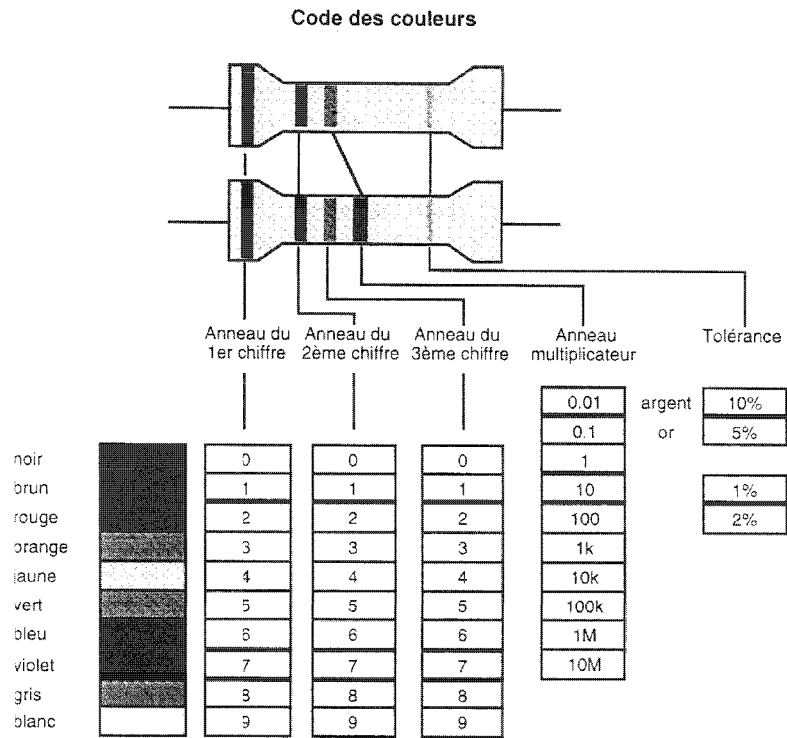 Code des couleurs
Anneau du Anneau du Anneau du Anneau Tolérance
1er chiffre 2ème chiffre 3ème chiffre multiplicateur
0.01 argent 10%
0.1 or 5%
noir 0 0 0 1
brun 1 1 1 10 1%
rouge 2 2 2 100 2%
orange 3 3 3 1k
jaune 4 4 4 10k
vert 5 5 5 100k
bleu 6 6 6 1M
violet 7 7 7 10M
gris 8 8 8
blanc 9 9 9